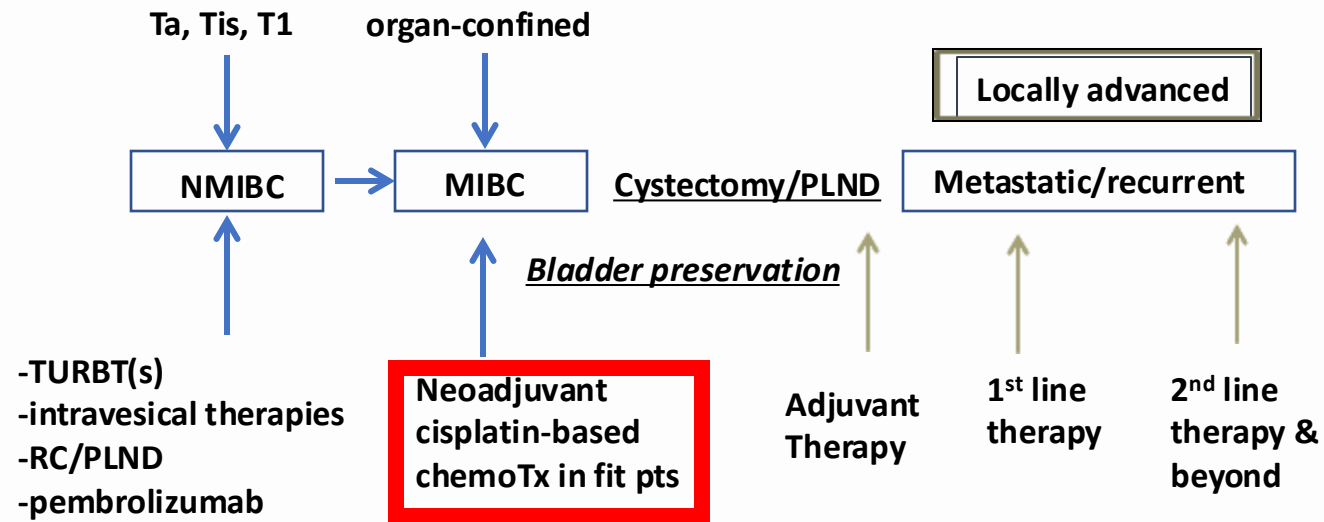 Ta, Tis, T1
organ-confined
Locally advanced
NMIBC
MIBC
Cystectomy/PLND
Metastatic/recurrent
Bladder preservation
-TURBT(s)
-intravesical therapies
-RC/PLND
-pembrolizumab
Neoadjuvant
cisplatin-based
chemoTx in fit pts
Adjuvant
Therapy
1st line
therapy
2nd line
therapy &
beyond